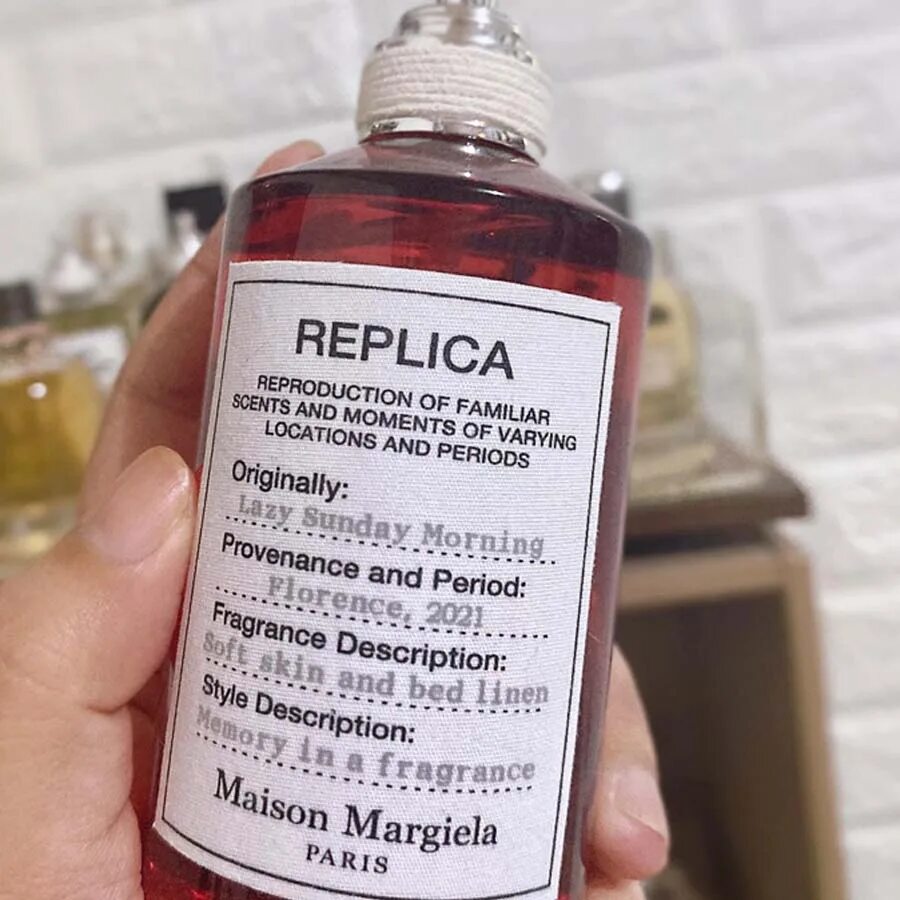 REPLICA
REPRODUCTION OF FAMILIAR
SCENTS AND MOMENTS OF VARYING
LOCATIONS AND PERIODS
Originally:
Lazy Sunday Morning
Provenance and Period:
Florence, 2021
Fragrance Description:
Soft skin and bed linen
Style Description:
Memory in a fragrance
Maison Margiela
PARIS